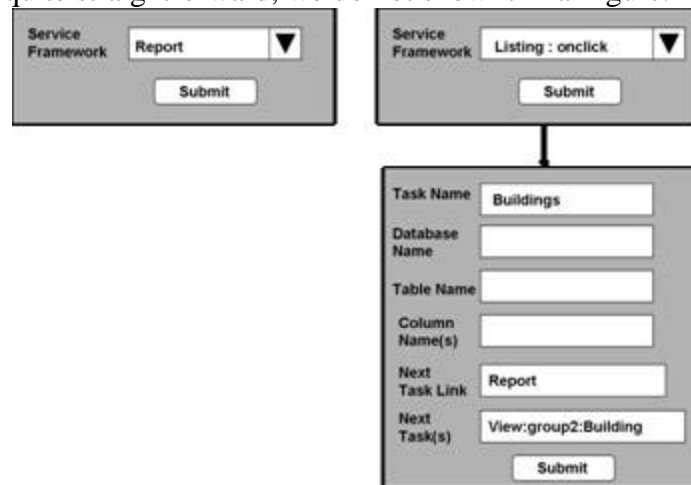 Service
Framework Report
Submit
Service
Framework Listing : onclick
Submit
Task Name Buildings
Database
Name
Table Name
Column
Name(s)
Next
Task Link Report
Next
Task(s) View:group2:Building
Submit